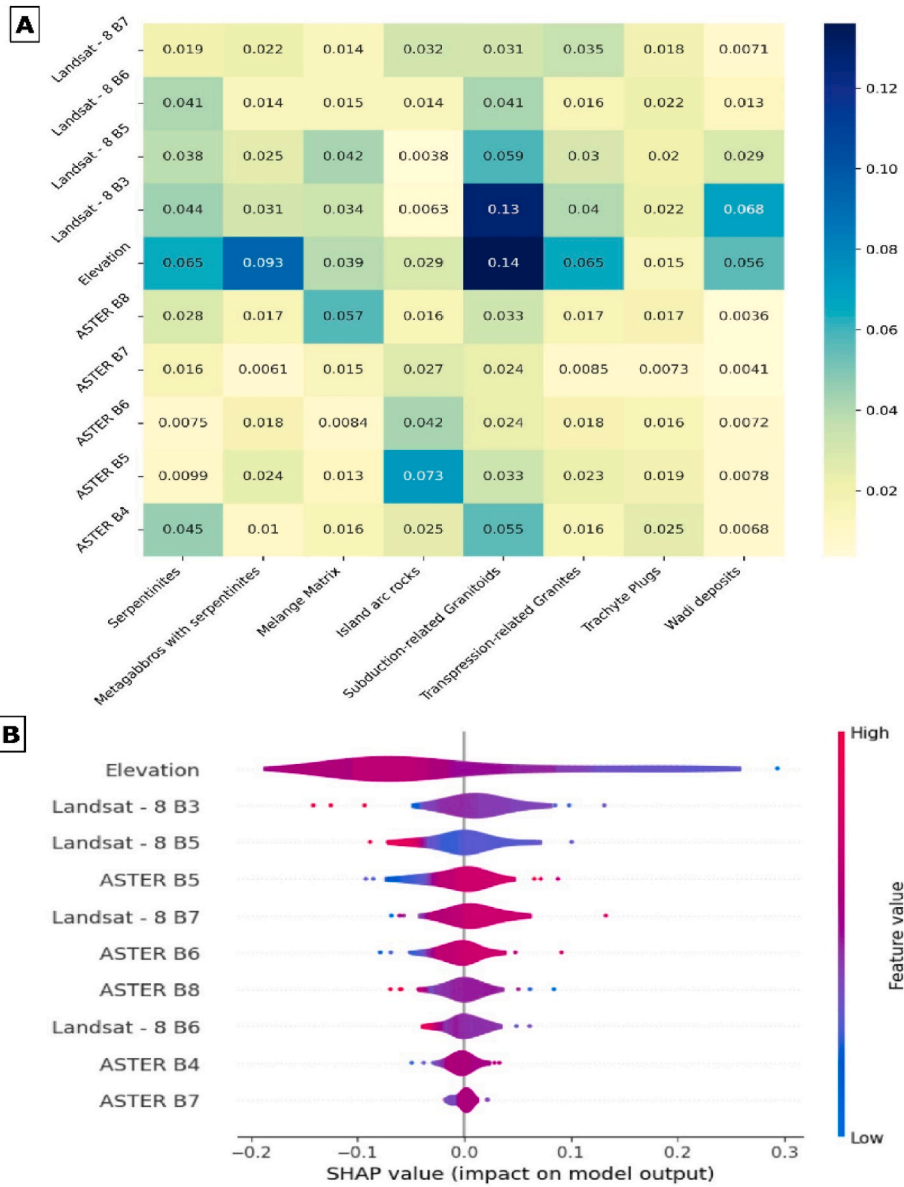 A
Landsat - 8 B7 0.019 0.022 0.014 0.032 0.031 0.035 0.018 0.0071
Landsat - 8 B6 0.041 0.014 0.015 0.014 0.041 0.016 0.022 0.013
Landsat - 8 B5 0.038 0.025 0.042 0.0038 0.059 0.03 0.02 0.029
Landsat - 8 B3 0.044 0.031 0.034 0.0063 0.13 0.04 0.022 0.068
Elevation 0.065 0.093 0.039 0.029 0.14 0.065 0.015 0.056
ASTER B8 0.028 0.017 0.057 0.016 0.033 0.017 0.017 0.0036
ASTER B7 0.016 0.0061 0.015 0.027 0.024 0.0085 0.0073 0.0041
ASTER B6 0.0075 0.018 0.0084 0.042 0.024 0.018 0.016 0.0072
ASTER B5 0.0099 0.024 0.013 0.073 0.033 0.023 0.019 0.0078
ASTER B4 0.045 0.01 0.016 0.025 0.055 0.016 0.025 0.0068
Serpentinites
Metagabbros with serpentinites
Melange Matrix
Island arc rocks
Subduction-related Granitoids
Transpression-related Granites
Trachyte Plugs
Wadi deposits
0.12
0.10
0.08
0.06
0.04
0.02
B
Elevation
Landsat - 8 B3
Landsat - 8 B5
ASTER B5
Landsat - 8 B7
ASTER B6
ASTER B8
Landsat - 8 B6
ASTER B4
ASTER B7
−0.2 −0.1 0.0 0.1 0.2 0.3
SHAP value (impact on model output)
High
Feature value
Low